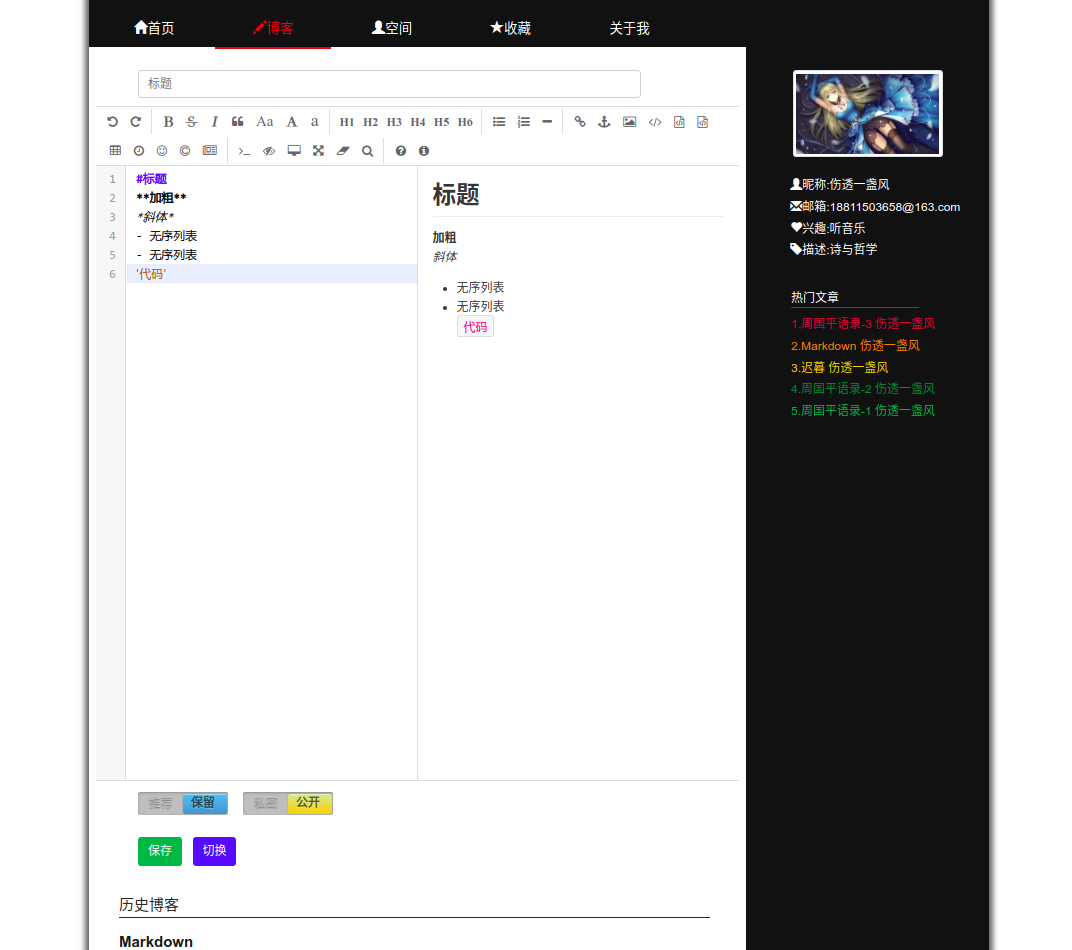 首页 博客 空间 收藏 关于我
标题
B S I Aa A a H1 H2 H3 H4 H5 H6
1 #标题
2 **加粗**
3 *斜体*
4 - 无序列表
5 - 无序列表
6 '代码'
标题
加粗
斜体
无序列表
无序列表
代码
推荐 保留 私密 公开
保存 切换
历史博客
Markdown
昵称:伤透一盏风
邮箱:18811503658@163.com
兴趣:听音乐
描述:诗与哲学
热门文章
1.周国平语录-3 伤透一盏风
2.Markdown 伤透一盏风
3.迟暮 伤透一盏风
4.周国平语录-2 伤透一盏风
5.周国平语录-1 伤透一盏风